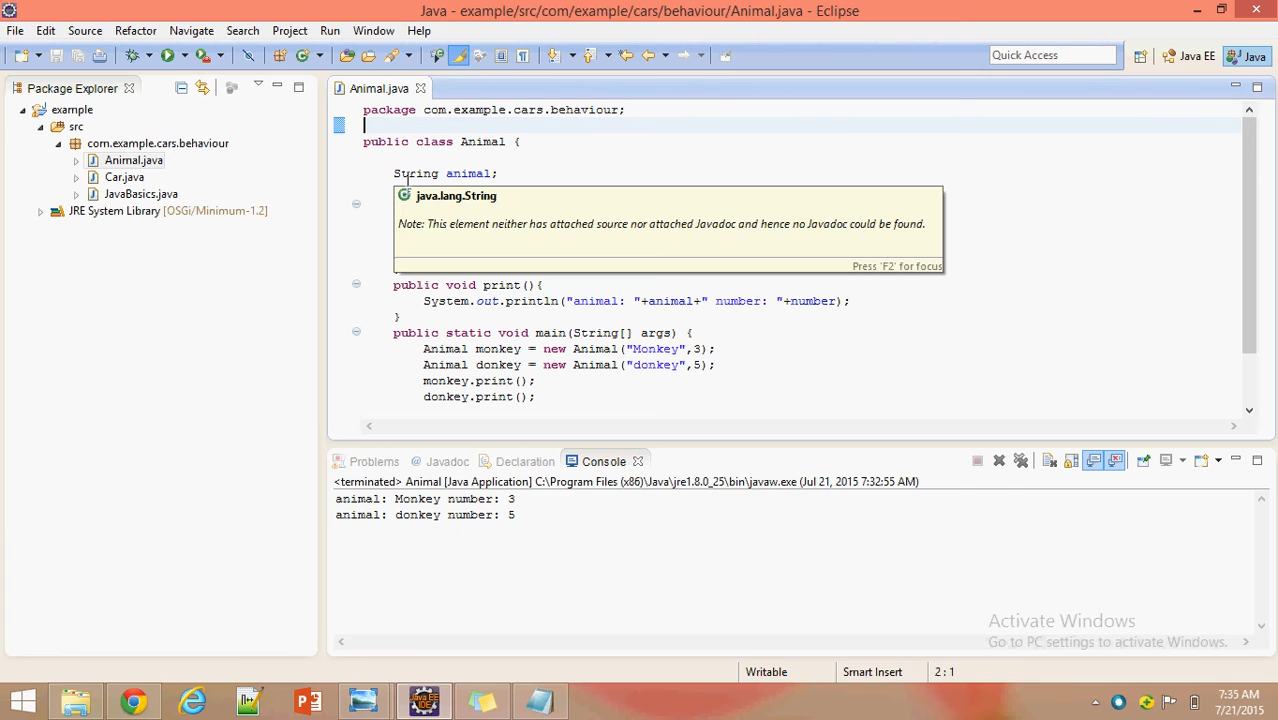 Java - example/src/com/example/cars/behaviour/Animal.java - Eclipse
File Edit Source Refactor Navigate Search Project Run Window Help
Quick Access
Java EE
Java
Package Explorer
example
src
com.example.cars.behaviour
Animal.java
Car.java
JavaBasics.java
JRE System Library [OSGi/Minimum-1.2]
Animal.java
package com.example.cars.behaviour;
public class Animal {
String animal;
java.lang.String
Note: This element neither has attached source nor attached Javadoc and hence no Javadoc could be found.
Press 'F2' for focus
public void print(){
System.out.println("animal: "+animal+" number: "+number);
}
public static void main(String[] args) {
Animal monkey = new Animal("Monkey",3);
Animal donkey = new Animal("donkey",5);
monkey.print();
donkey.print();
Problems @ Javadoc Declaration Console
<terminated> Animal [Java Application] C:\Program Files (x86)\Java\jre1.8.0_25\bin\javaw.exe (Jul 21, 2015 7:32:55 AM)
animal: Monkey number: 3
animal: donkey number: 5
Activate Windows
Go to PC settings to activate Windows.
Writable Smart Insert 2 : 1
7:35 AM
7/21/2015